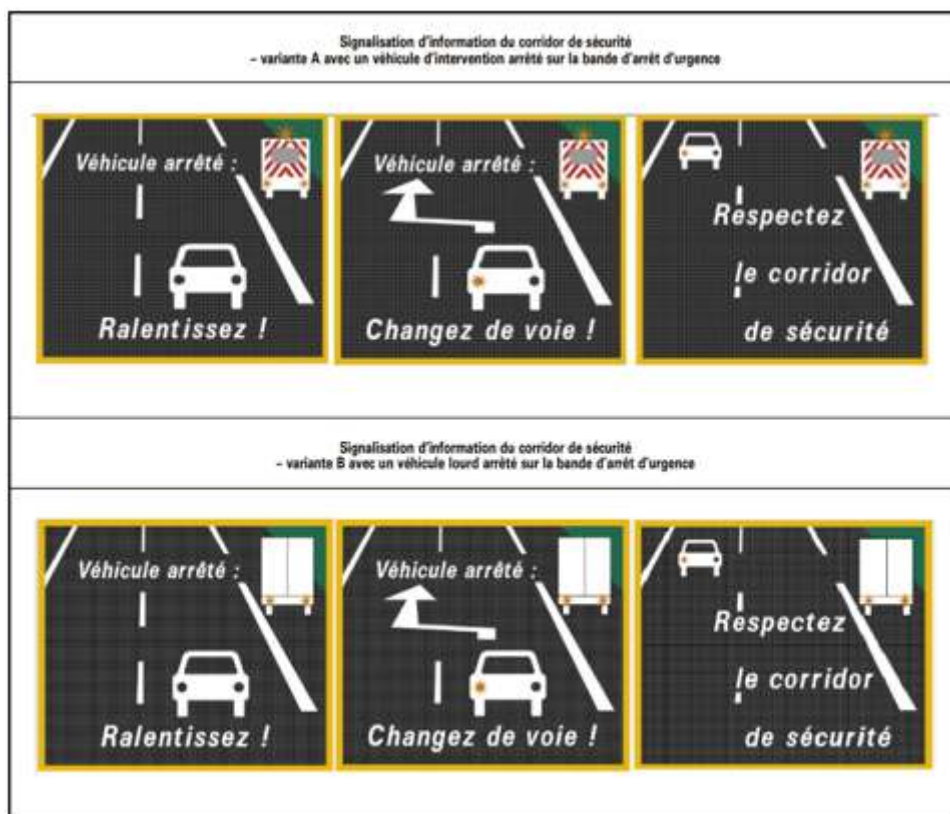 Signalisation d'information du corridor de sécurité
– variante A avec un véhicule d'intervention arrêté sur la bande d'arrêt d'urgence
Véhicule arrêté :
Ralentissez !
Véhicule arrêté :
Changez de voie !
Respectez
le corridor
de sécurité
Signalisation d'information du corridor de sécurité
– variante B avec un véhicule lourd arrêté sur la bande d'arrêt d'urgence
Véhicule arrêté :
Ralentissez !
Véhicule arrêté :
Changez de voie !
Respectez
le corridor
de sécurité